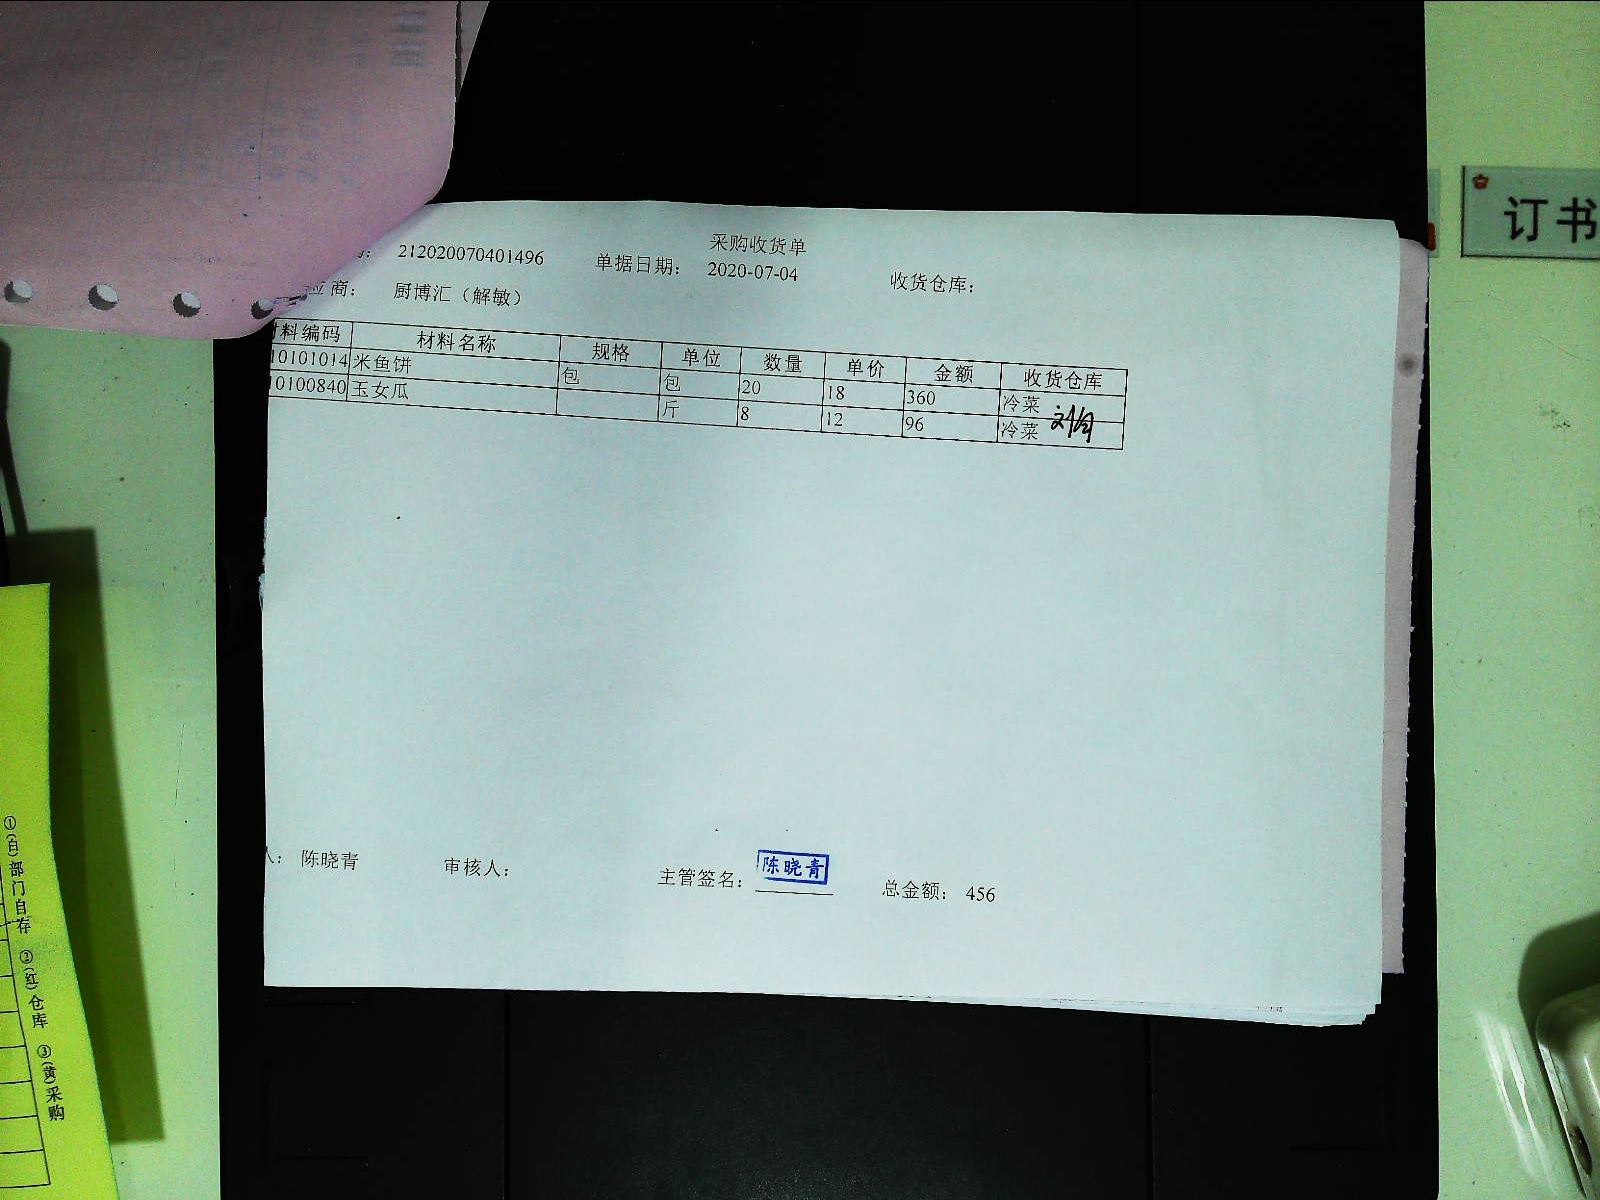 采购收货单
212020070401496 单据日期： 2020-07-04 收货仓库：
应商： 厨博汇（解敏）
材料编码 材料名称 规格 单位 数量 单价 金额 收货仓库
10101014 米鱼饼 包 包 20 18 360 冷菜
10100840 玉女瓜 斤 8 12 96 冷菜
人： 陈晓青 审核人： 主管签名： 陈晓青 总金额： 456
订书
①(白)部门自存 ②(红)仓库 ③(黄)采购